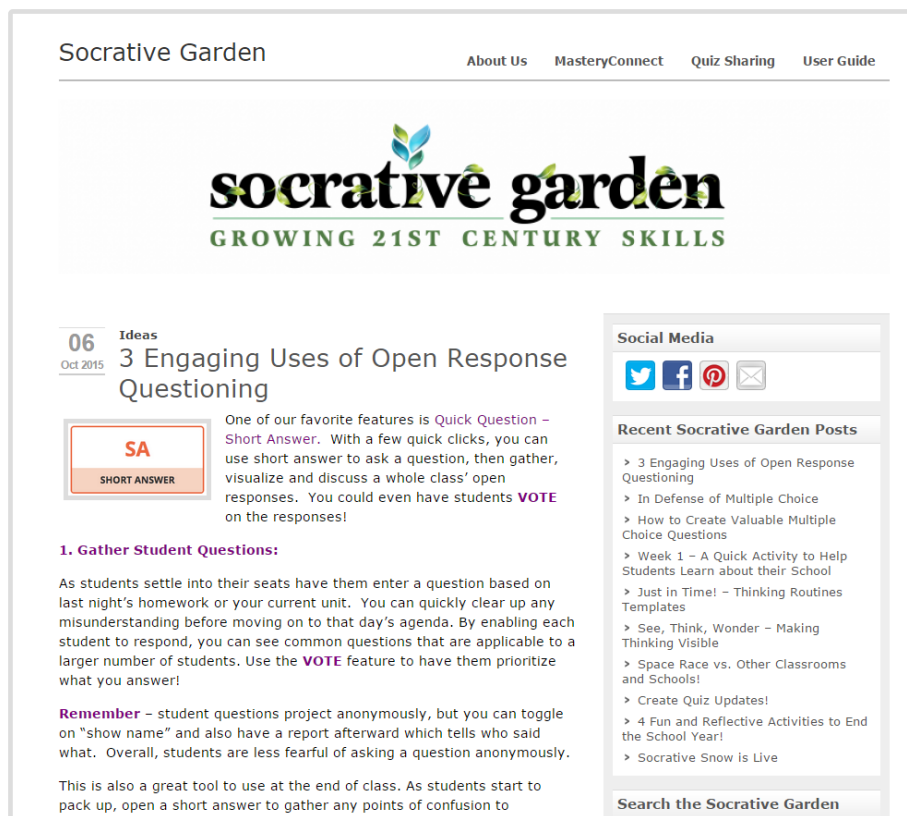 Socrative Garden
About Us MasteryConnect Quiz Sharing User Guide
socrative garden
GROWING 21ST CENTURY SKILLS
06
Oct 2015
Ideas
3 Engaging Uses of Open Response
Questioning
SA
SHORT ANSWER
One of our favorite features is Quick Question –
Short Answer.  With a few quick clicks, you can
use short answer to ask a question, then gather,
visualize and discuss a whole class’ open
responses.  You could even have students VOTE
on the responses!
1. Gather Student Questions:
As students settle into their seats have them enter a question based on
last night’s homework or your current unit.  You can quickly clear up any
misunderstanding before moving on to that day’s agenda. By enabling each
student to respond, you can see common questions that are applicable to a
larger number of students. Use the VOTE feature to have them prioritize
what you answer!
Remember – student questions project anonymously, but you can toggle
on “show name” and also have a report afterward which tells who said
what.  Overall, students are less fearful of asking a question anonymously.
This is also a great tool to use at the end of class. As students start to
pack up, open a short answer to gather any points of confusion to
Social Media
Recent Socrative Garden Posts
> 3 Engaging Uses of Open Response
Questioning
> In Defense of Multiple Choice
> How to Create Valuable Multiple
Choice Questions
> Week 1 – A Quick Activity to Help
Students Learn about their School
> Just in Time! – Thinking Routines
Templates
> See, Think, Wonder – Making
Thinking Visible
> Space Race vs. Other Classrooms
and Schools!
> Create Quiz Updates!
> 4 Fun and Reflective Activities to End
the School Year!
> Socrative Snow is Live
Search the Socrative Garden